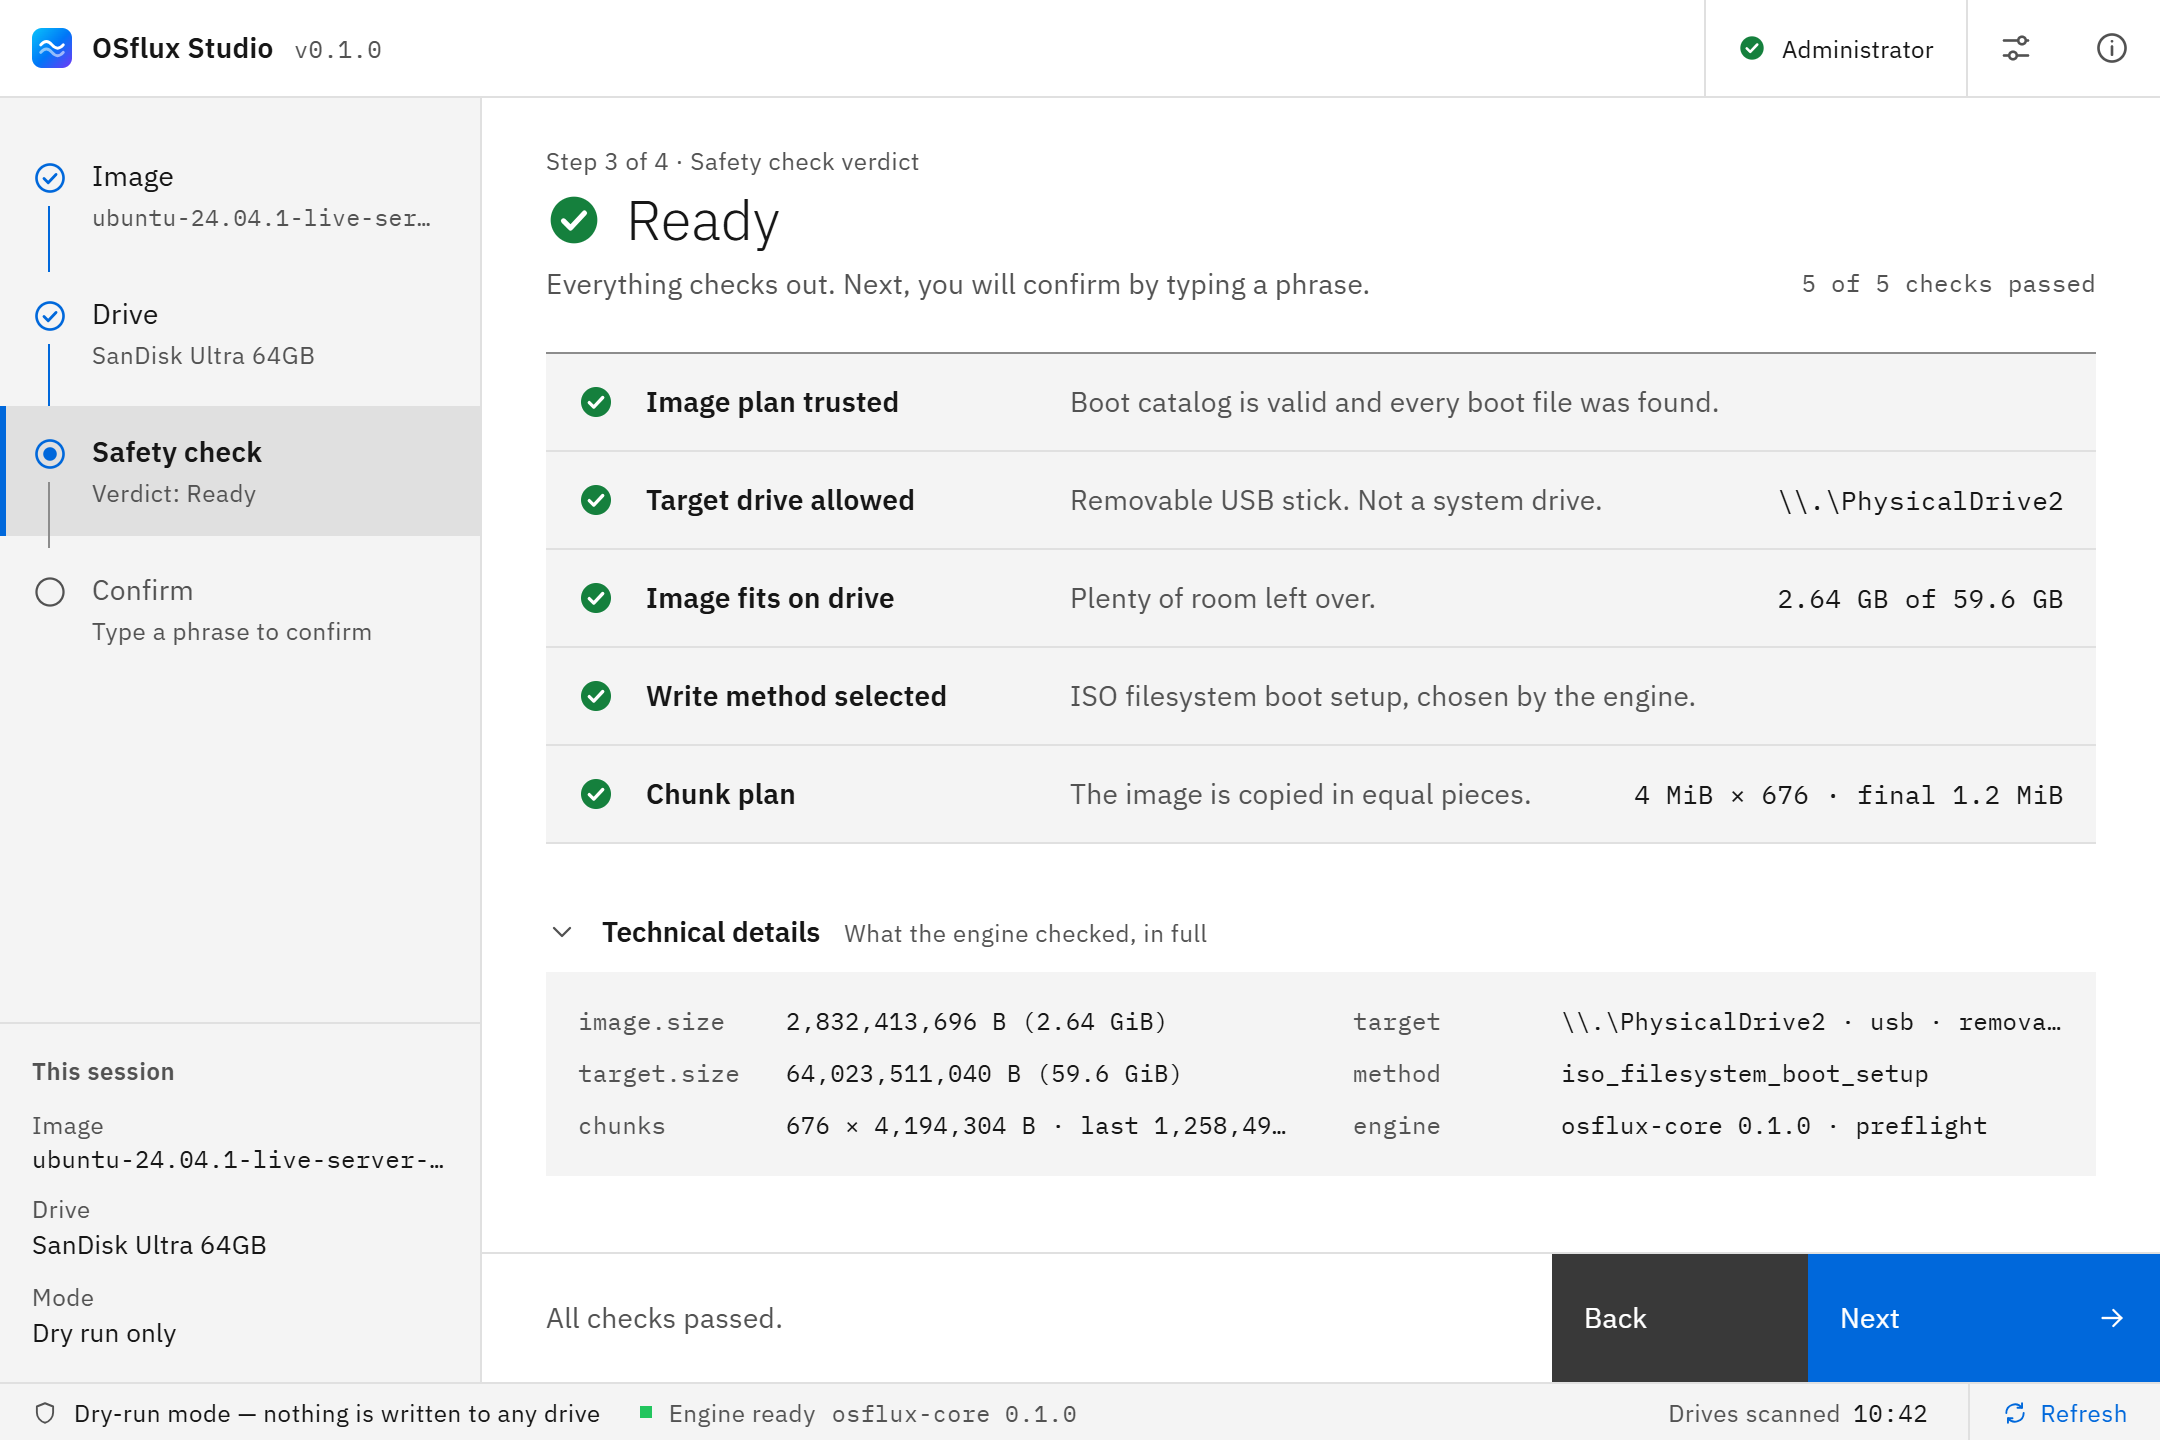 OSflux Studio v0.1.0
Administrator
Image
ubuntu-24.04.1-live-ser…
Drive
SanDisk Ultra 64GB
Safety check
Verdict: Ready
Confirm
Type a phrase to confirm
This session
Image
ubuntu-24.04.1-live-server-…
Drive
SanDisk Ultra 64GB
Mode
Dry run only
Step 3 of 4 · Safety check verdict
Ready
Everything checks out. Next, you will confirm by typing a phrase.
5 of 5 checks passed
Image plan trusted Boot catalog is valid and every boot file was found.
Target drive allowed Removable USB stick. Not a system drive. \\.\PhysicalDrive2
Image fits on drive Plenty of room left over. 2.64 GB of 59.6 GB
Write method selected ISO filesystem boot setup, chosen by the engine.
Chunk plan The image is copied in equal pieces. 4 MiB × 676 · final 1.2 MiB
Technical details What the engine checked, in full
image.size 2,832,413,696 B (2.64 GiB) target \\.\PhysicalDrive2 · usb · remova…
target.size 64,023,511,040 B (59.6 GiB) method iso_filesystem_boot_setup
chunks 676 × 4,194,304 B · last 1,258,49… engine osflux-core 0.1.0 · preflight
All checks passed.
Back
Next
Dry-run mode — nothing is written to any drive
Engine ready osflux-core 0.1.0
Drives scanned 10:42
Refresh